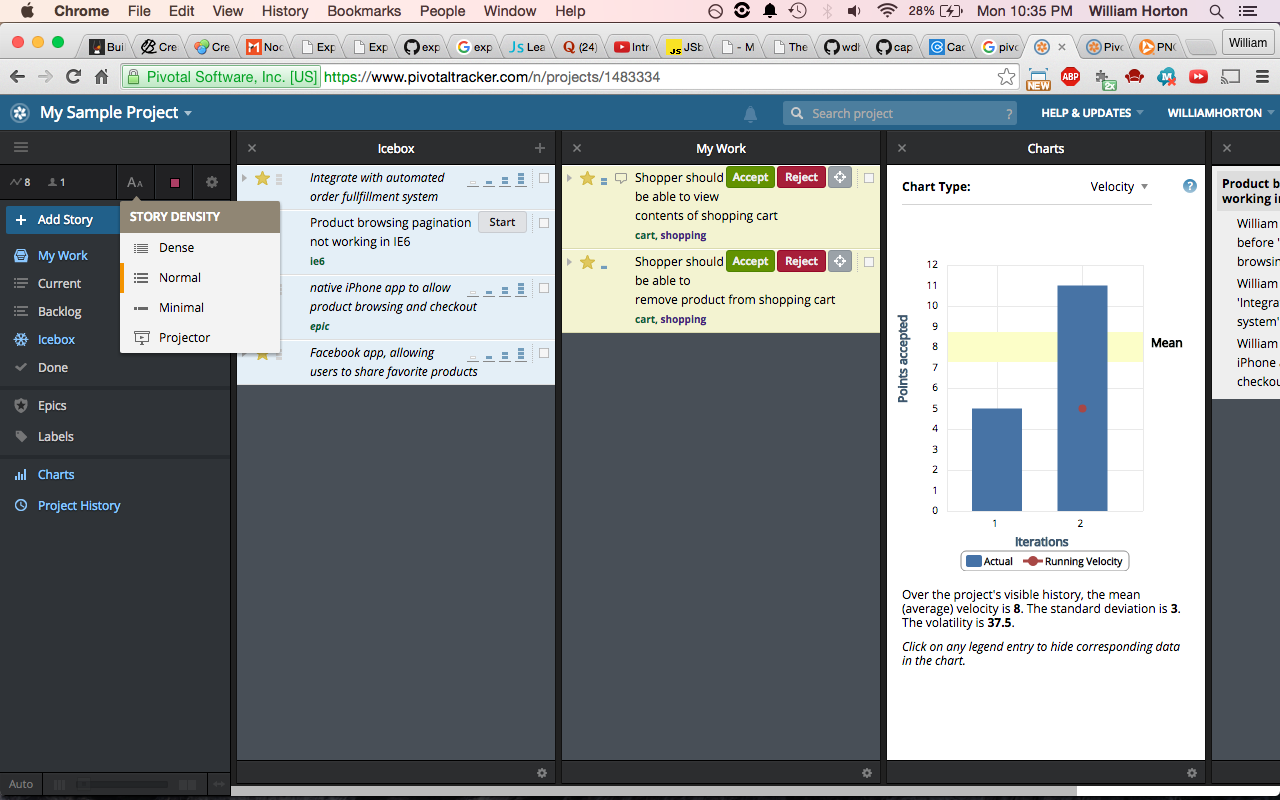 Chrome File Edit View History Bookmarks People Window Help 28% Mon 10:35 PM William Horton
Bui Cre Cre Noc Exp Exp exp exp Lea Q (24) Intr JSb - M The wdl cap Cac pivc Pivc PNC William
Pivotal Software, Inc. [US] https://www.pivotaltracker.com/n/projects/1483334
NEW ABP 2x
My Sample Project Search project ? HELP & UPDATES WILLIAMHORTON
8 1 AA
Add Story
My Work
Current
Backlog
Icebox
Done
Epics
Labels
Charts
Project History
Auto
STORY DENSITY
Dense
Normal
Minimal
Projector
Icebox
Integrate with automated
order fullfillment system
Product browsing pagination
not working in IE6
ie6
Start
native iPhone app to allow
product browsing and checkout
epic
Facebook app, allowing
users to share favorite products
My Work
Shopper should
be able to view
contents of shopping cart
cart, shopping
Accept Reject
Shopper should
be able to
remove product from shopping cart
cart, shopping
Accept Reject
Charts
Chart Type: Velocity ?
12
11
10
9
8
7
6
5
4
3
2
1
0
Points accepted
Mean
1 2
Iterations
Actual Running Velocity
Over the project's visible history, the mean
(average) velocity is 8. The standard deviation is 3.
The volatility is 37.5.
Click on any legend entry to hide corresponding data
in the chart.
Product b
working in
William
before '
browsin
William
'Integra
system'
William
iPhone a
checkou